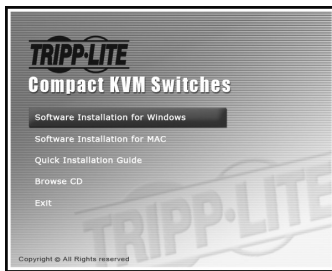 TRIPP·LITE
Compact KVM Switches
Software Installation for Windows
Software Installation for MAC
Quick Installation Guide
Browse CD
Exit
TRIPP·LITE
Copyright @ All Rights reserved